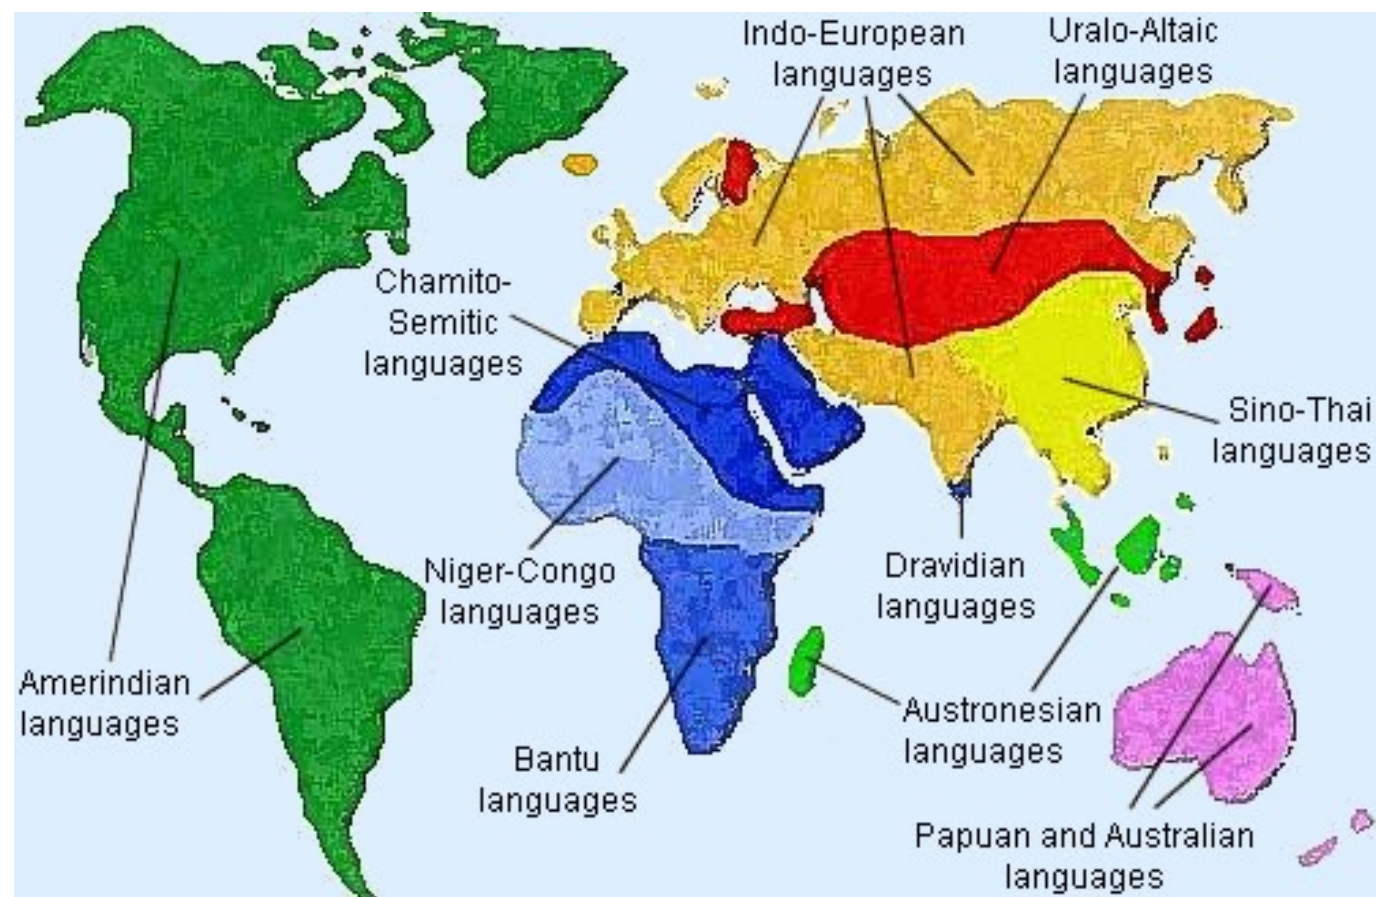 Indo-European
languages
Uralo-Altaic
languages
Chamito-
Semitic
languages
Sino-Thai
languages
Niger-Congo
languages
Dravidian
languages
Amerindian
languages
Austronesian
languages
Bantu
languages
Papuan and Australian
languages